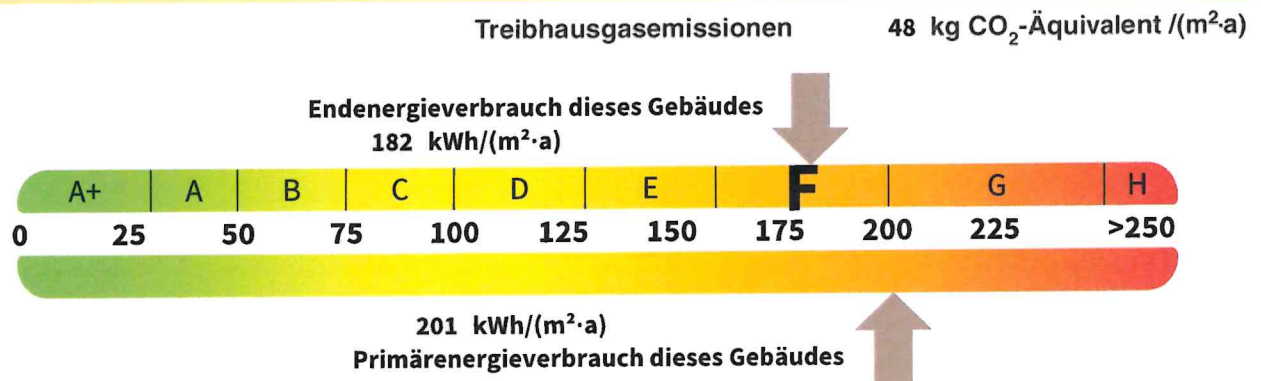 Treibhausgasemissionen 48 kg CO₂-Äquivalent /(m²·a)
Endenergieverbrauch dieses Gebäudes
182 kWh/(m²·a)
A+ A B C D E F G H
0 25 50 75 100 125 150 175 200 225 >250
201 kWh/(m²·a)
Primärenergieverbrauch dieses Gebäudes